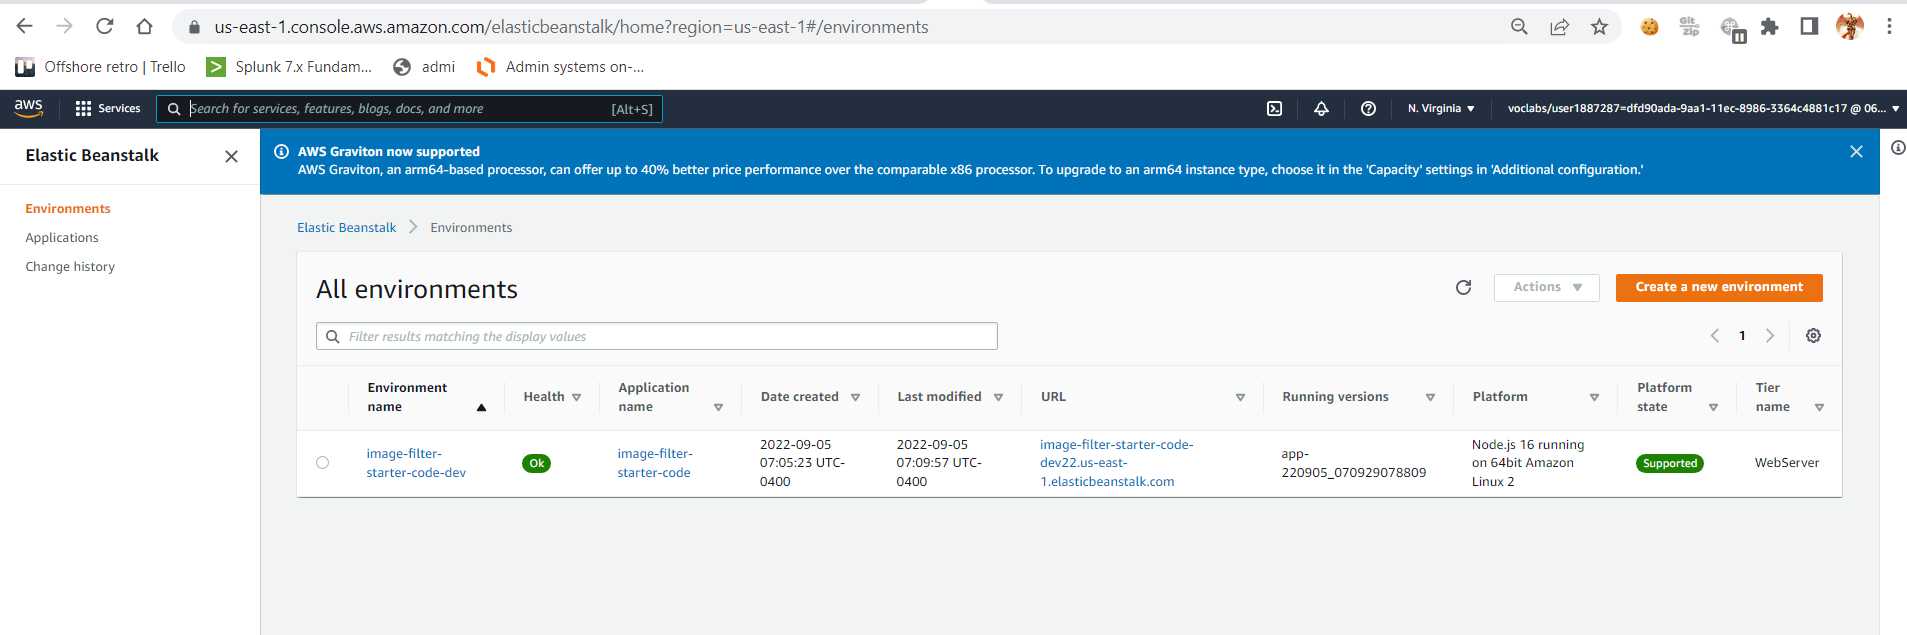 us-east-1.console.aws.amazon.com/elasticbeanstalk/home?region=us-east-1#/environments
Git
Zip
Offshore retro | Trello
Splunk 7.x Fundam...
admi
Admin systems on-...
aws
Services
Search for services, features, blogs, docs, and more
[Alt+S]
N. Virginia
voclabs/user1887287=dfd90ada-9aa1-11ec-8986-3364c4881c17 @ 06...
Elastic Beanstalk
Environments
Applications
Change history
AWS Graviton now supported
AWS Graviton, an arm64-based processor, can offer up to 40% better price performance over the comparable x86 processor. To upgrade to an arm64 instance type, choose it in the 'Capacity' settings in 'Additional configuration.'
Elastic Beanstalk
Environments
All environments
Actions
Create a new environment
Filter results matching the display values
1
Environment
name
Health
Application
name
Date created
Last modified
URL
Running versions
Platform
Platform
state
Tier
name
image-filter-
starter-code-dev
Ok
image-filter-
starter-code
2022-09-05
07:05:23 UTC-
0400
2022-09-05
07:09:57 UTC-
0400
image-filter-starter-code-
dev22.us-east-
1.elasticbeanstalk.com
app-
220905_070929078809
Node.js 16 running
on 64bit Amazon
Linux 2
Supported
WebServer